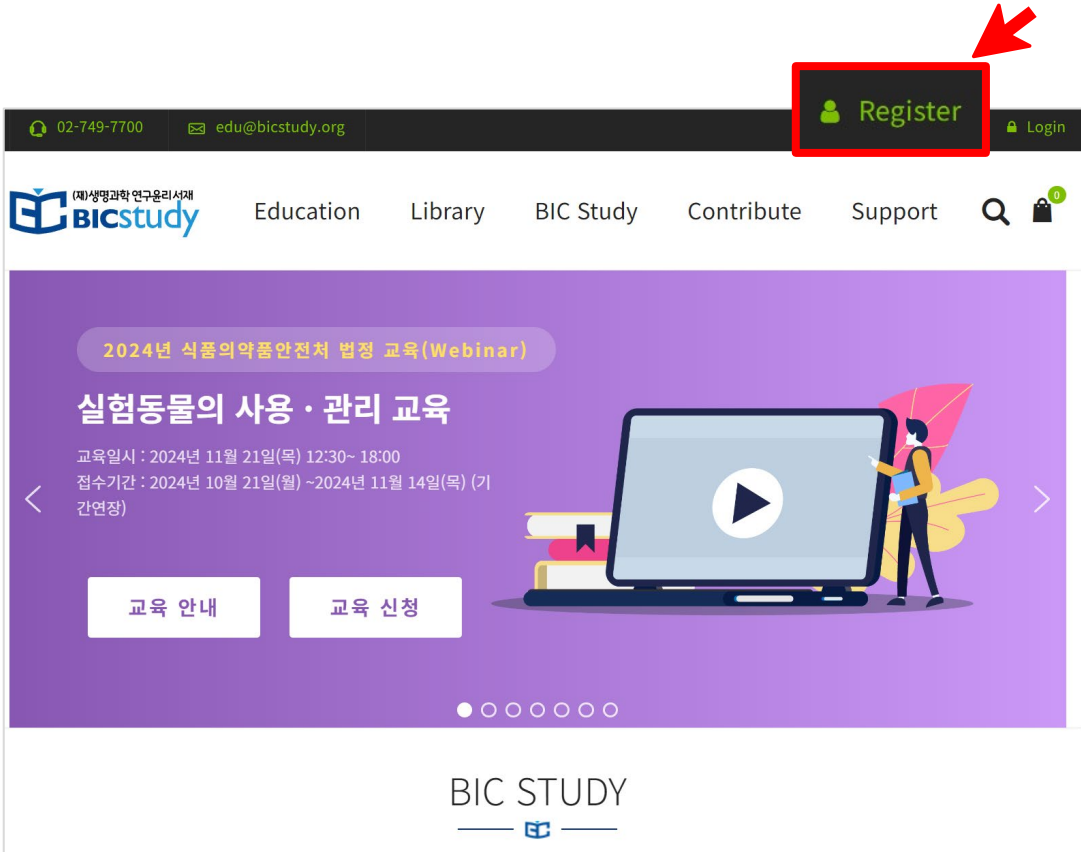 Register
02-749-7700
edu@bicstudy.org
Login
(재)생명과학 연구윤리서재
BICstudy
Education
Library
BIC Study
Contribute
Support
0
2024년 식품의약품안전처 법정 교육(Webinar)
실험동물의 사용 · 관리 교육
교육일시 : 2024년 11월 21일(목) 12:30~ 18:00
접수기간 : 2024년 10월 21일(월) ~2024년 11월 14일(목) (기
간연장)
교육 안내
교육 신청
BIC STUDY